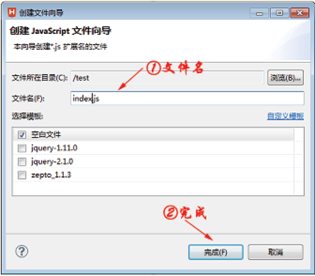 创建文件向导
创建 JavaScript 文件向导
本向导创建*.js 扩展名的文件
①文件名
文件所在目录(C): /test 浏览(B)...
文件名(F): index.js
选择模板: 自定义模板
空白文件
jquery-1.11.0
jquery-2.1.0
zepto_1.1.3
②完成
完成(F) 取消